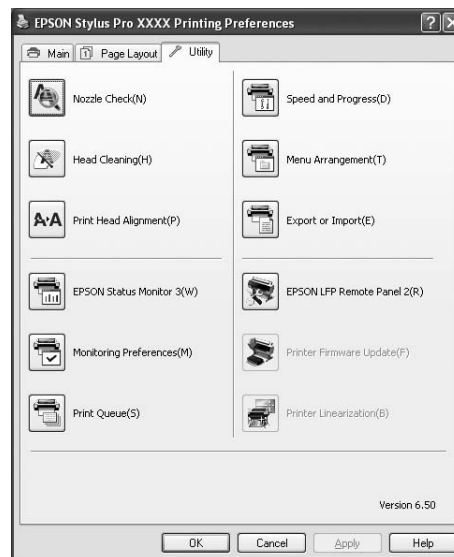 EPSON Stylus Pro XXXX Printing Preferences
Main Page Layout Utility
Nozzle Check(N)
Speed and Progress(D)
Head Cleaning(H)
Menu Arrangement(T)
Print Head Alignment(P)
Export or Import(E)
EPSON Status Monitor 3(W)
EPSON LFP Remote Panel 2(R)
Monitoring Preferences(M)
Printer Firmware Update(F)
Print Queue(S)
Printer Linearization(B)
Version 6.50
OK Cancel Apply Help